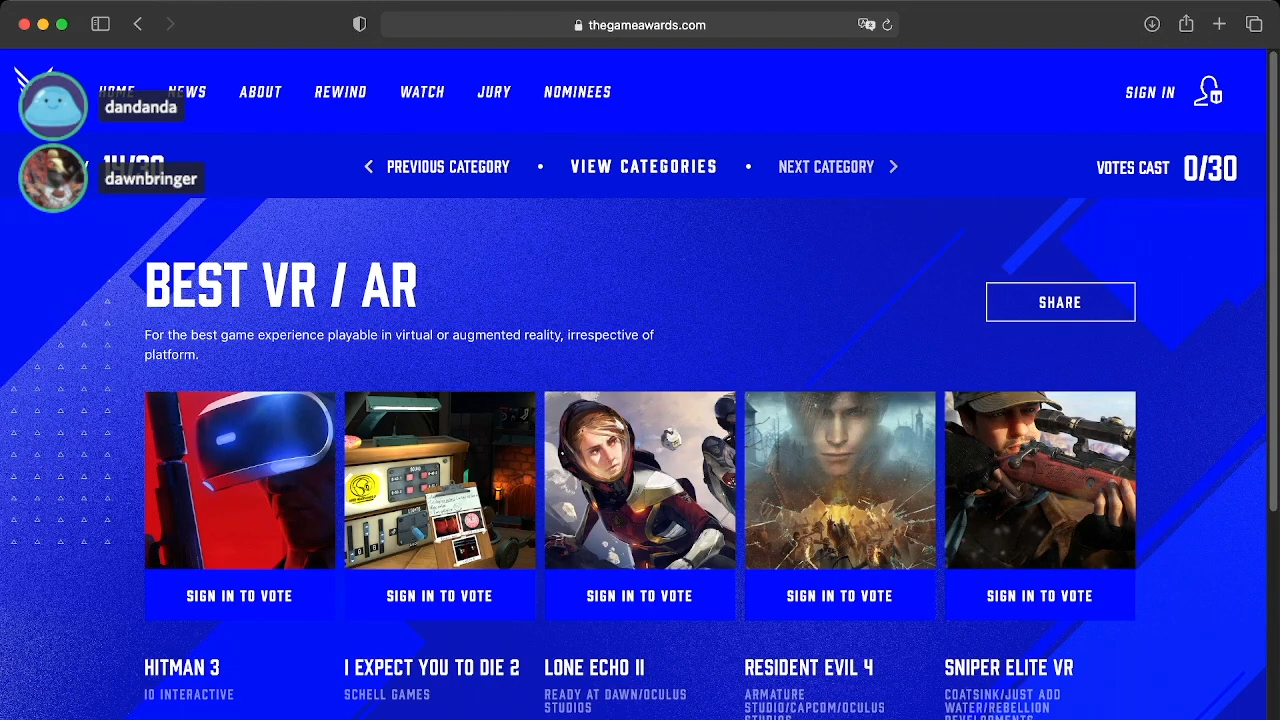 thegameawards.com
HOME NEWS ABOUT REWIND WATCH JURY NOMINEES SIGN IN
dandanda
14/30 PREVIOUS CATEGORY • VIEW CATEGORIES • NEXT CATEGORY VOTES CAST 0/30
dawnbringer
BEST VR / AR
SHARE
For the best game experience playable in virtual or augmented reality, irrespective of
platform.
SIGN IN TO VOTE SIGN IN TO VOTE SIGN IN TO VOTE SIGN IN TO VOTE SIGN IN TO VOTE
HITMAN 3 I EXPECT YOU TO DIE 2 LONE ECHO II RESIDENT EVIL 4 SNIPER ELITE VR
IO INTERACTIVE SCHELL GAMES READY AT DAWN/OCULUS ARMATURE COATSINK/JUST ADD
STUDIOS STUDIO/CAPCOM/OCULUS WATER/REBELLION
STUDIOS DEVELOPMENTS